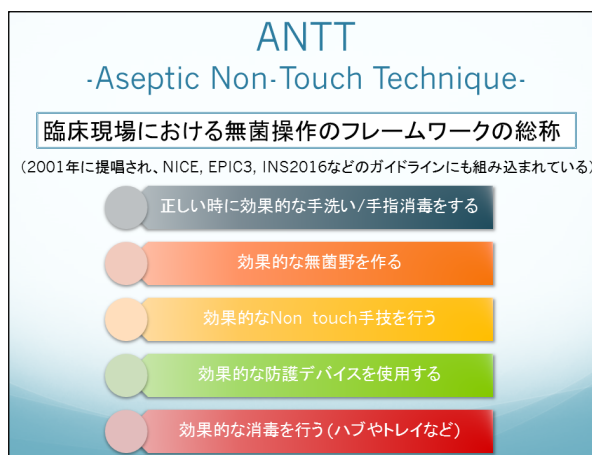 ANTT
-Aseptic Non-Touch Technique-
臨床現場における無菌操作のフレームワークの総称
(2001年に提唱され、NICE, EPIC3, INS2016などのガイドラインにも組み込まれている)
正しい時に効果的な手洗い/手指消毒をする
効果的な無菌野を作る
効果的なNon touch手技を行う
効果的な防護デバイスを使用する
効果的な消毒を行う(ハブやトレイなど)